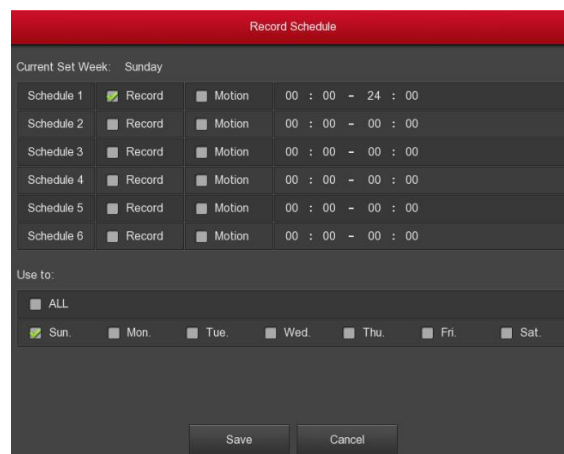 Record Schedule
Current Set Week: Sunday
Schedule 1 Record Motion 00 : 00 - 24 : 00
Schedule 2 Record Motion 00 : 00 - 00 : 00
Schedule 3 Record Motion 00 : 00 - 00 : 00
Schedule 4 Record Motion 00 : 00 - 00 : 00
Schedule 5 Record Motion 00 : 00 - 00 : 00
Schedule 6 Record Motion 00 : 00 - 00 : 00
Use to:
ALL
Sun. Mon. Tue. Wed. Thu. Fri. Sat.
Save Cancel